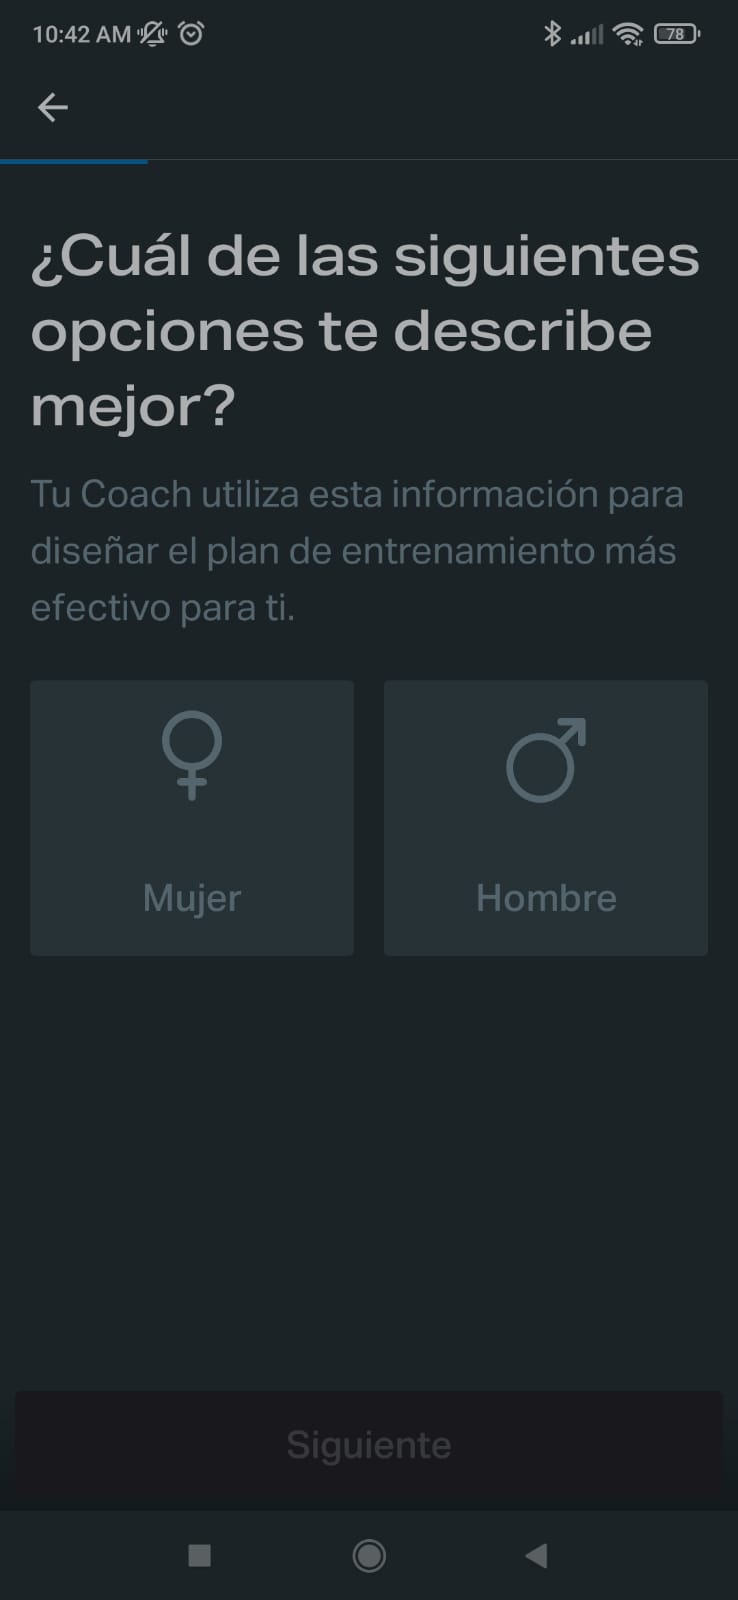 10:42 AM
78
¿Cuál de las siguientes
opciones te describe
mejor?
Tu Coach utiliza esta información para
diseñar el plan de entrenamiento más
efectivo para ti.
Mujer
Hombre
Siguiente